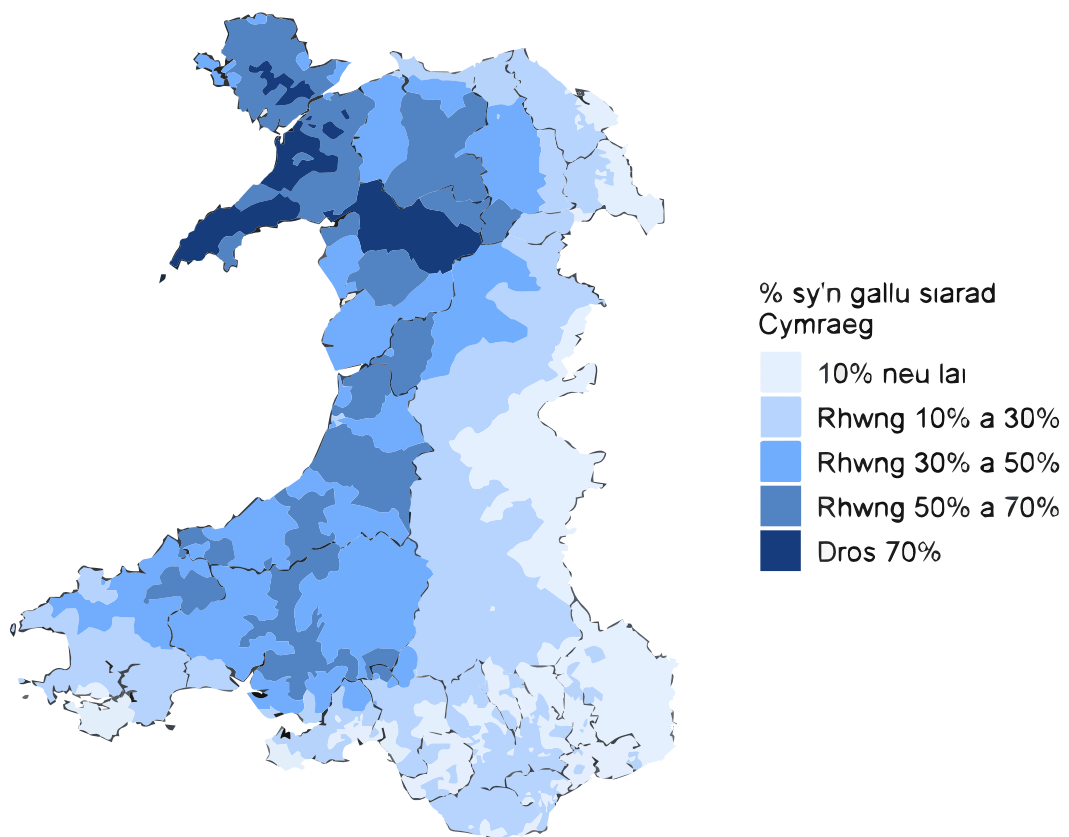 % sy'n gallu siarad
Cymraeg
10% neu lai
Rhwng 10% a 30%
Rhwng 30% a 50%
Rhwng 50% a 70%
Dros 70%